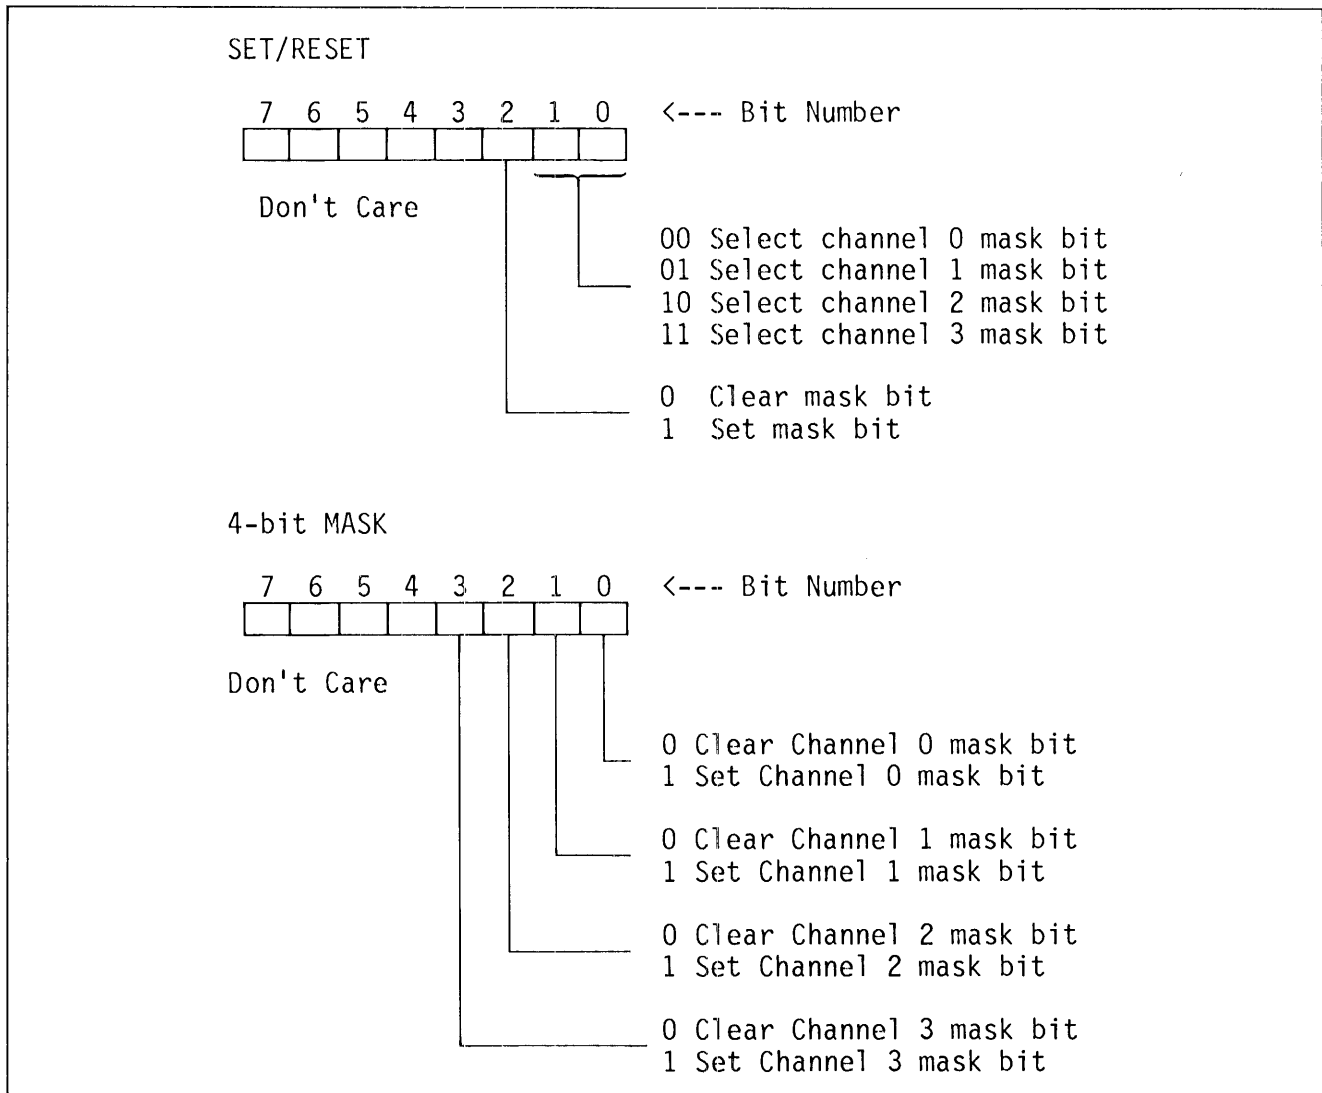 SET/RESET
7 6 5 4 3 2 1 0 <--- Bit Number
Don't Care
00 Select channel 0 mask bit
01 Select channel 1 mask bit
10 Select channel 2 mask bit
11 Select channel 3 mask bit
0 Clear mask bit
1 Set mask bit
4-bit MASK
7 6 5 4 3 2 1 0 <--- Bit Number
Don't Care
0 Clear Channel 0 mask bit
1 Set Channel 0 mask bit
0 Clear Channel 1 mask bit
1 Set Channel 1 mask bit
0 Clear Channel 2 mask bit
1 Set Channel 2 mask bit
0 Clear Channel 3 mask bit
1 Set Channel 3 mask bit